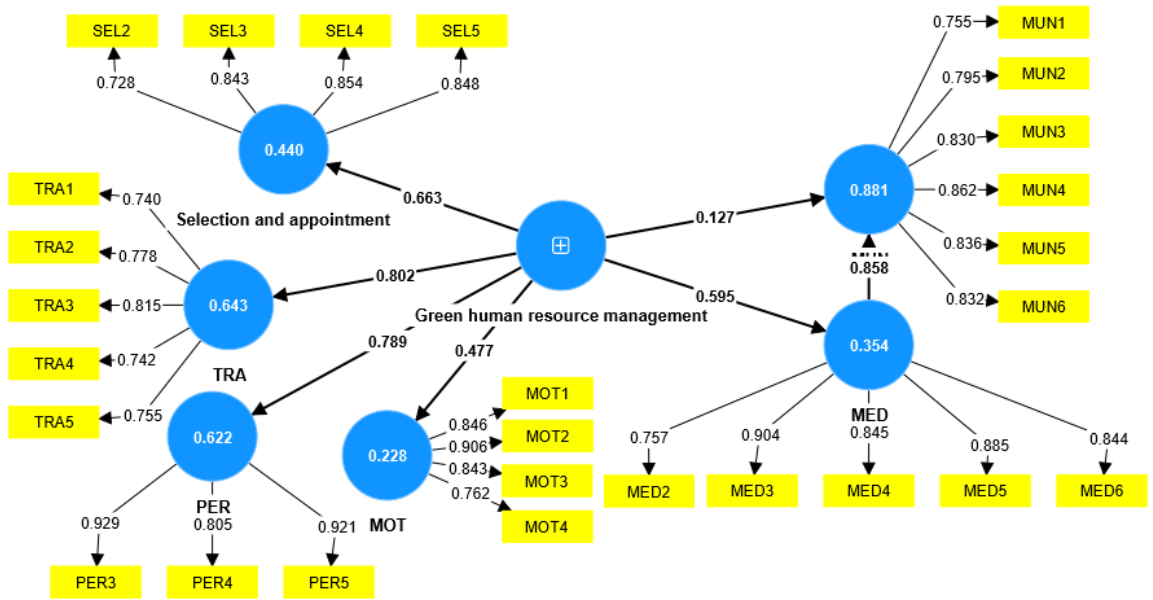 SEL2 SEL3 SEL4 SEL5
0.728 0.843 0.854 0.848
0.440
Selection and appointment
0.663
TRA1
0.740
TRA2
0.778
TRA3
0.815
TRA4
0.742
TRA5
0.755
0.643
TRA
0.802
Green human resource management
0.789
0.477
0.622
PER
0.929 0.805 0.921
PER3 PER4 PER5
0.228
MOT
0.846
MOT1
0.906
MOT2
0.843
MOT3
0.762
MOT4
0.127
0.595
0.881
MUN
0.858
0.755
MUN1
0.795
MUN2
0.830
MUN3
0.862
MUN4
0.836
MUN5
0.832
MUN6
0.354
MED
0.757 0.904 0.845 0.885 0.844
MED2 MED3 MED4 MED5 MED6